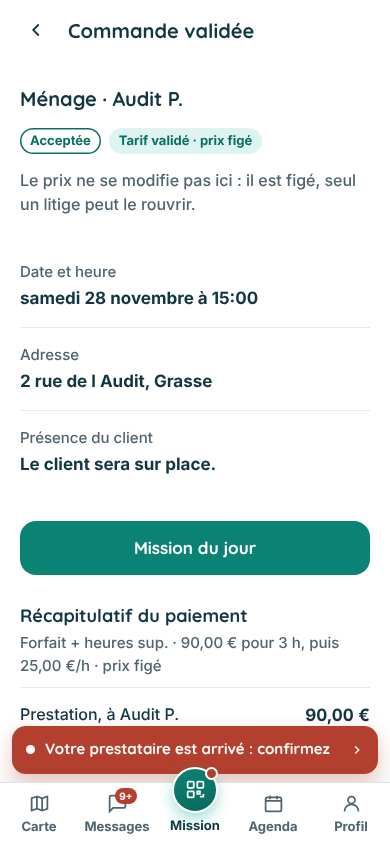 Commande validée
Ménage · Audit P.
Acceptée
Tarif validé · prix figé
Le prix ne se modifie pas ici : il est figé, seul
un litige peut le rouvrir.
Date et heure
samedi 28 novembre à 15:00
Adresse
2 rue de l Audit, Grasse
Présence du client
Le client sera sur place.
Mission du jour
Récapitulatif du paiement
Forfait + heures sup. · 90,00 € pour 3 h, puis
25,00 €/h · prix figé
Prestation, à Audit P. 90,00 €
Votre prestataire est arrivé : confirmez
9+
Carte
Messages
Mission
Agenda
Profil